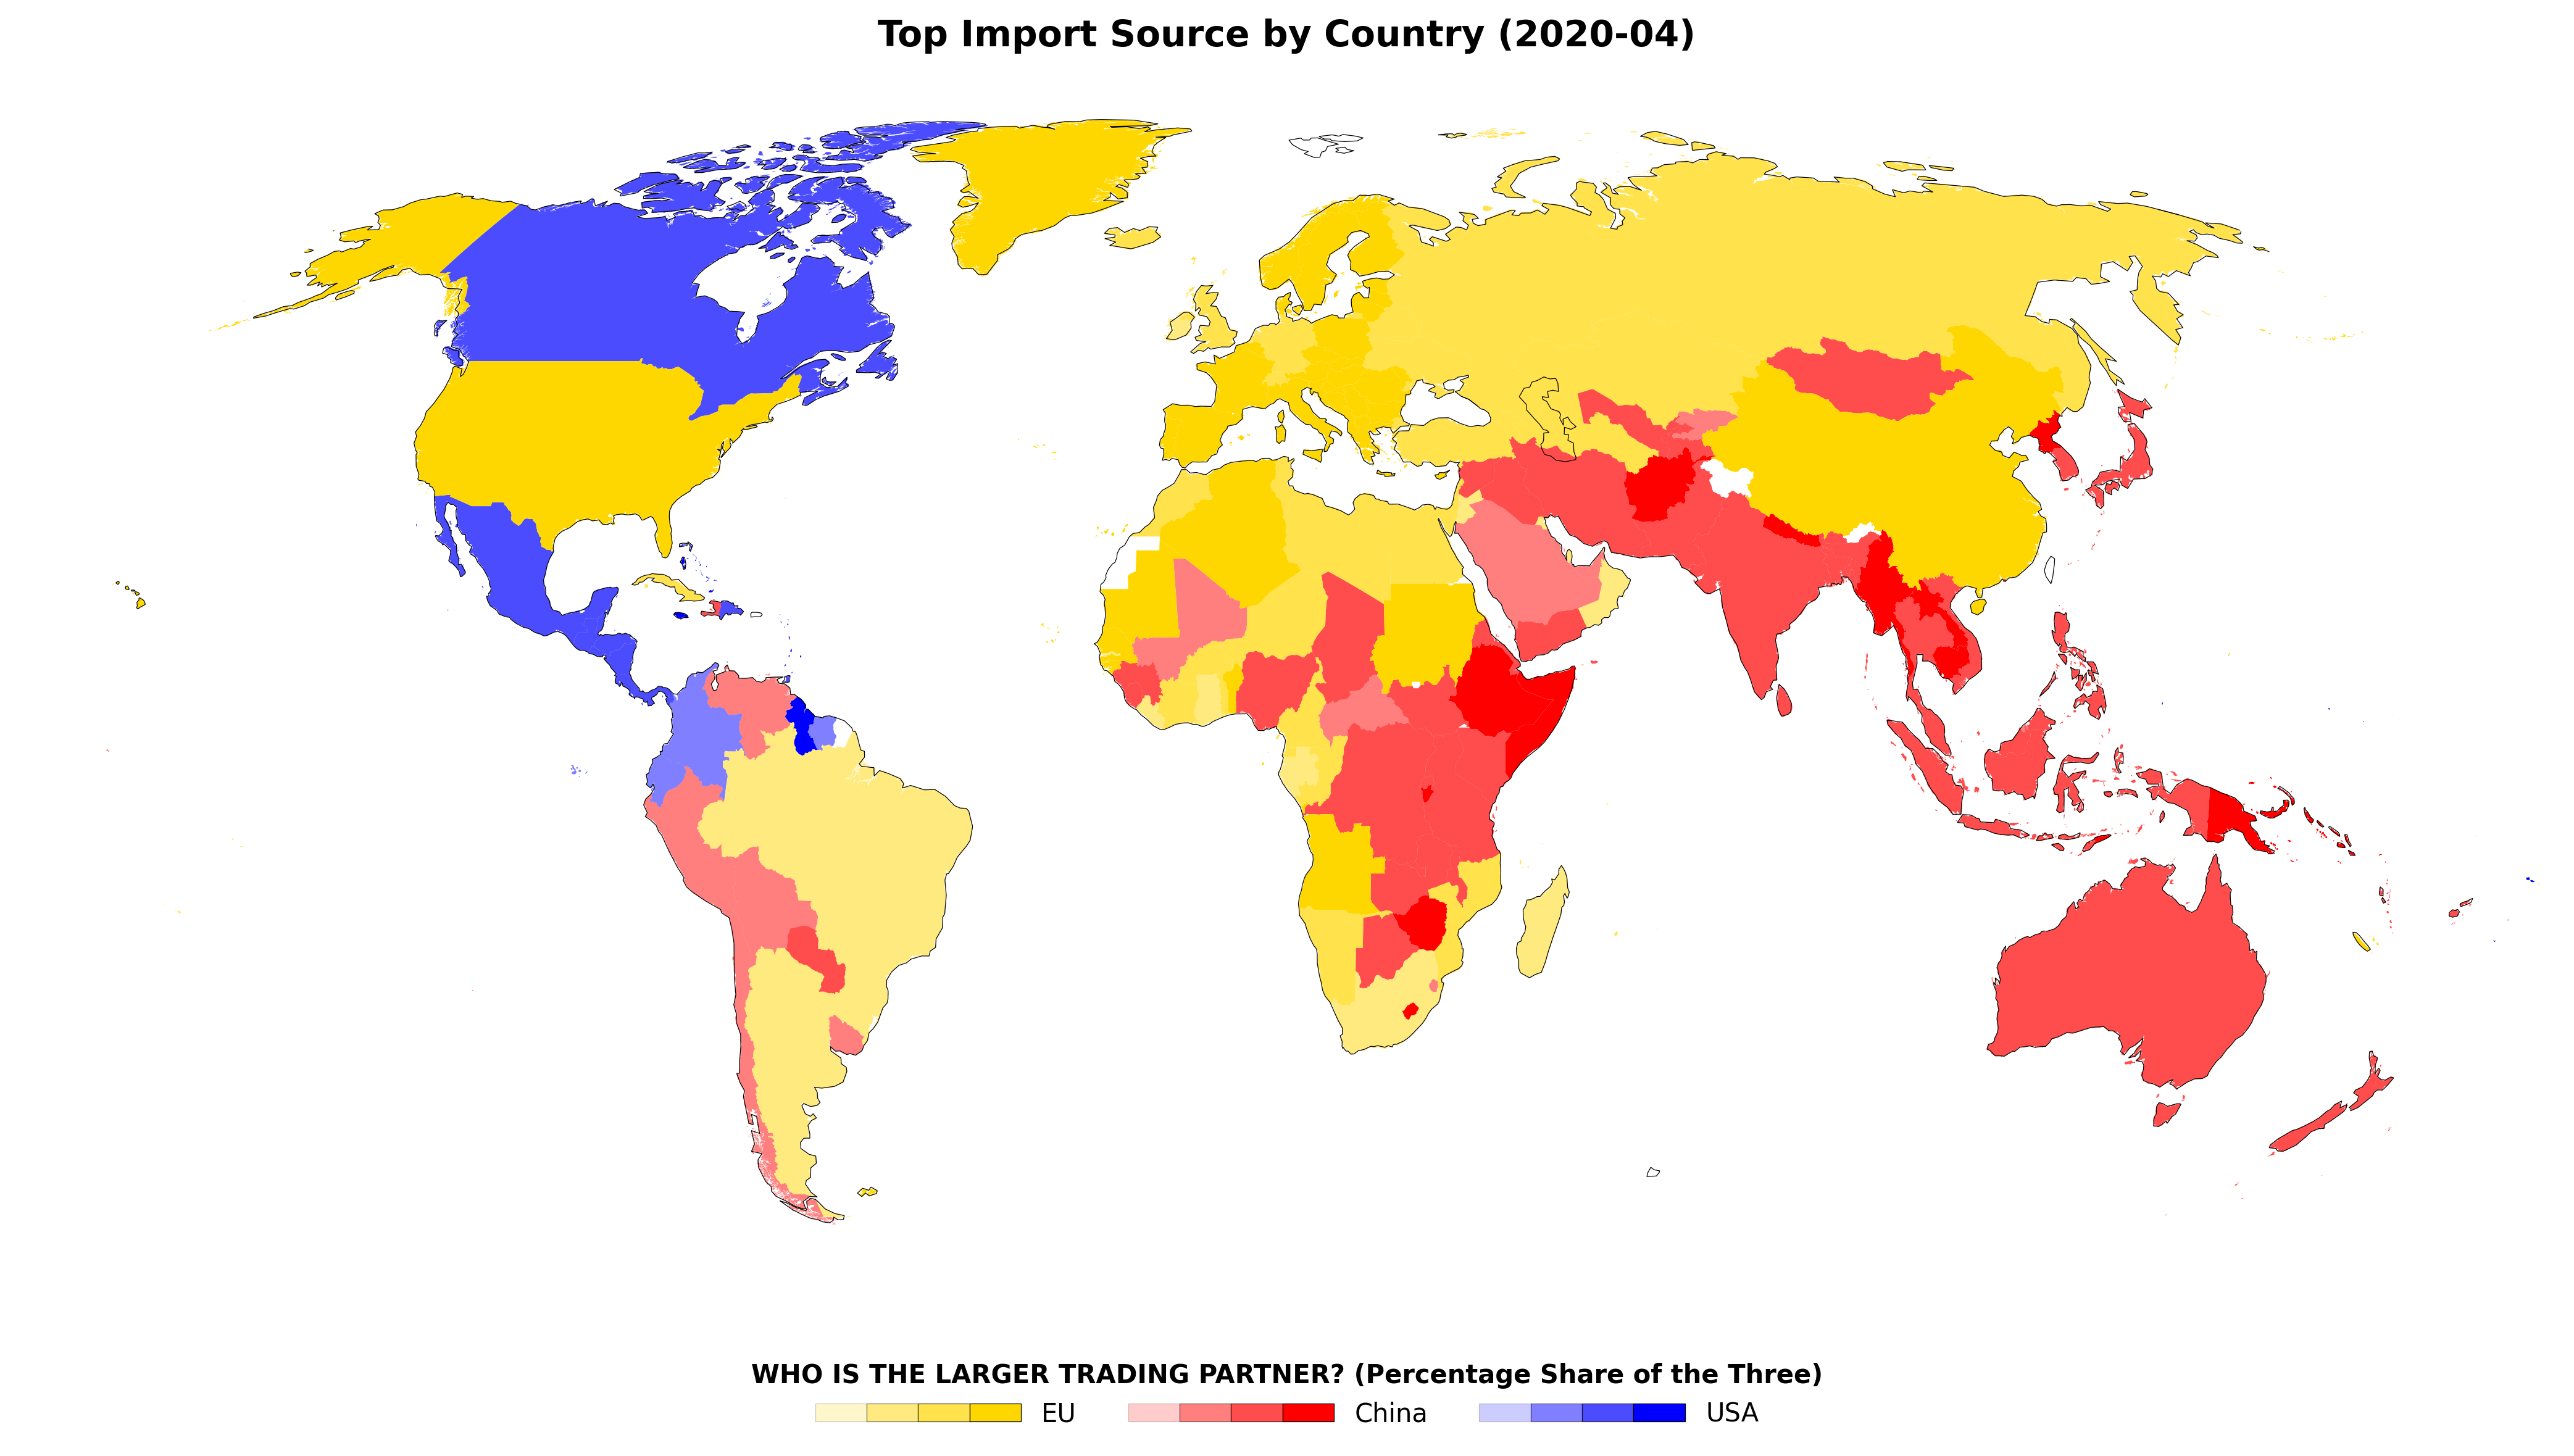 Top Import Source by Country (2020-04)
WHO IS THE LARGER TRADING PARTNER? (Percentage Share of the Three)
EU China USA